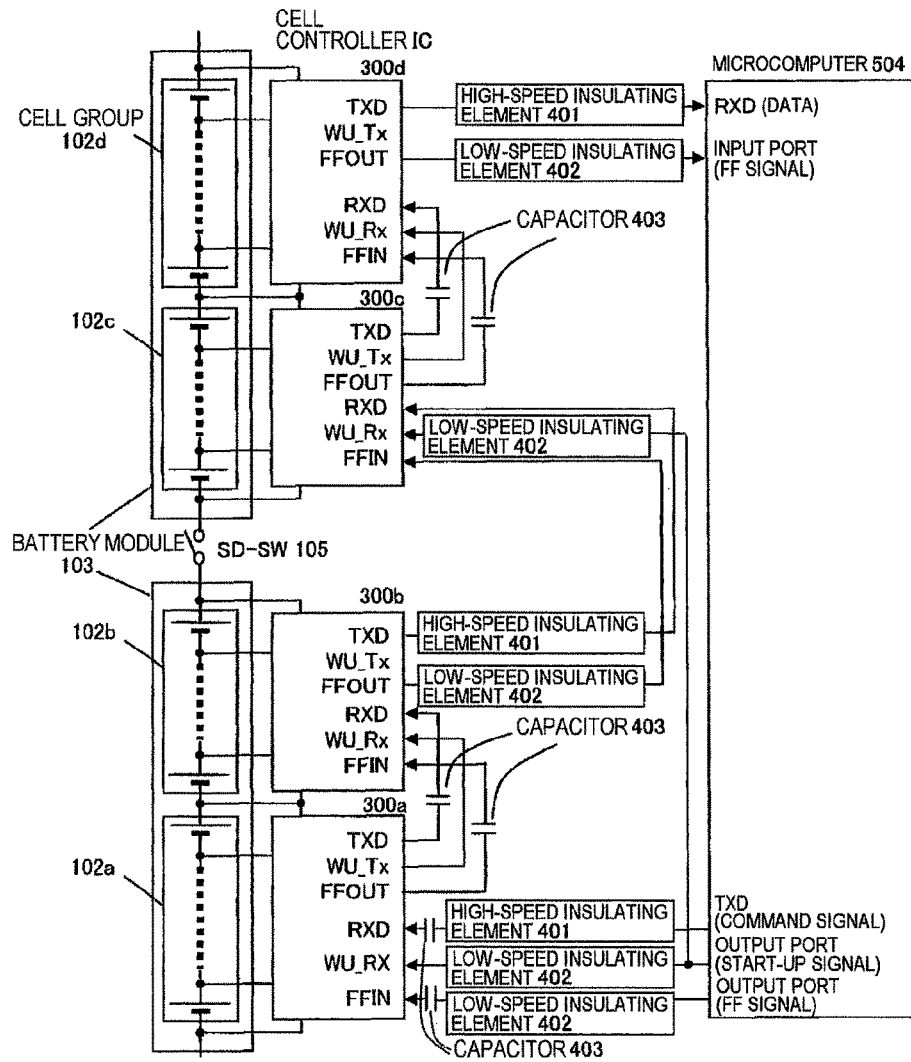 CELL
CONTROLLER IC
300d
MICROCOMPUTER 504
TXD
WU_Tx
FFOUT
RXD
WU_Rx
FFIN
HIGH-SPEED INSULATING
ELEMENT 401
LOW-SPEED INSULATING
ELEMENT 402
RXD (DATA)
INPUT PORT
(FF SIGNAL)
CELL GROUP
102d
CAPACITOR 403
300c
102c
TXD
WU_Tx
FFOUT
RXD
WU_Rx
FFIN
LOW-SPEED INSULATING
ELEMENT 402
BATTERY MODULE
103
SD-SW 105
300b
102b
TXD
WU_Tx
FFOUT
RXD
WU_Rx
FFIN
HIGH-SPEED INSULATING
ELEMENT 401
LOW-SPEED INSULATING
ELEMENT 402
CAPACITOR 403
300a
102a
TXD
WU_Tx
FFOUT
RXD
WU_RX
FFIN
HIGH-SPEED INSULATING
ELEMENT 401
LOW-SPEED INSULATING
ELEMENT 402
LOW-SPEED INSULATING
ELEMENT 402
CAPACITOR 403
TXD
(COMMAND SIGNAL)
OUTPUT PORT
(START-UP SIGNAL)
OUTPUT PORT
(FF SIGNAL)